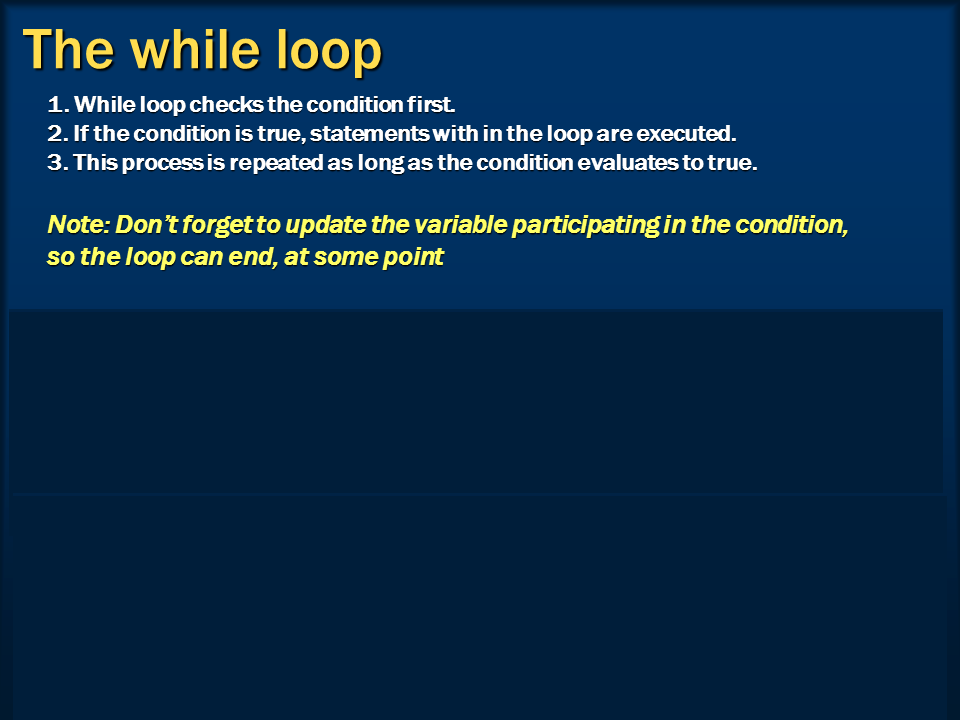 The while loop
1. While loop checks the condition first.
2. If the condition is true, statements with in the loop are executed.
3. This process is repeated as long as the condition evaluates to true.
Note: Don’t forget to update the variable participating in the condition,
so the loop can end, at some point